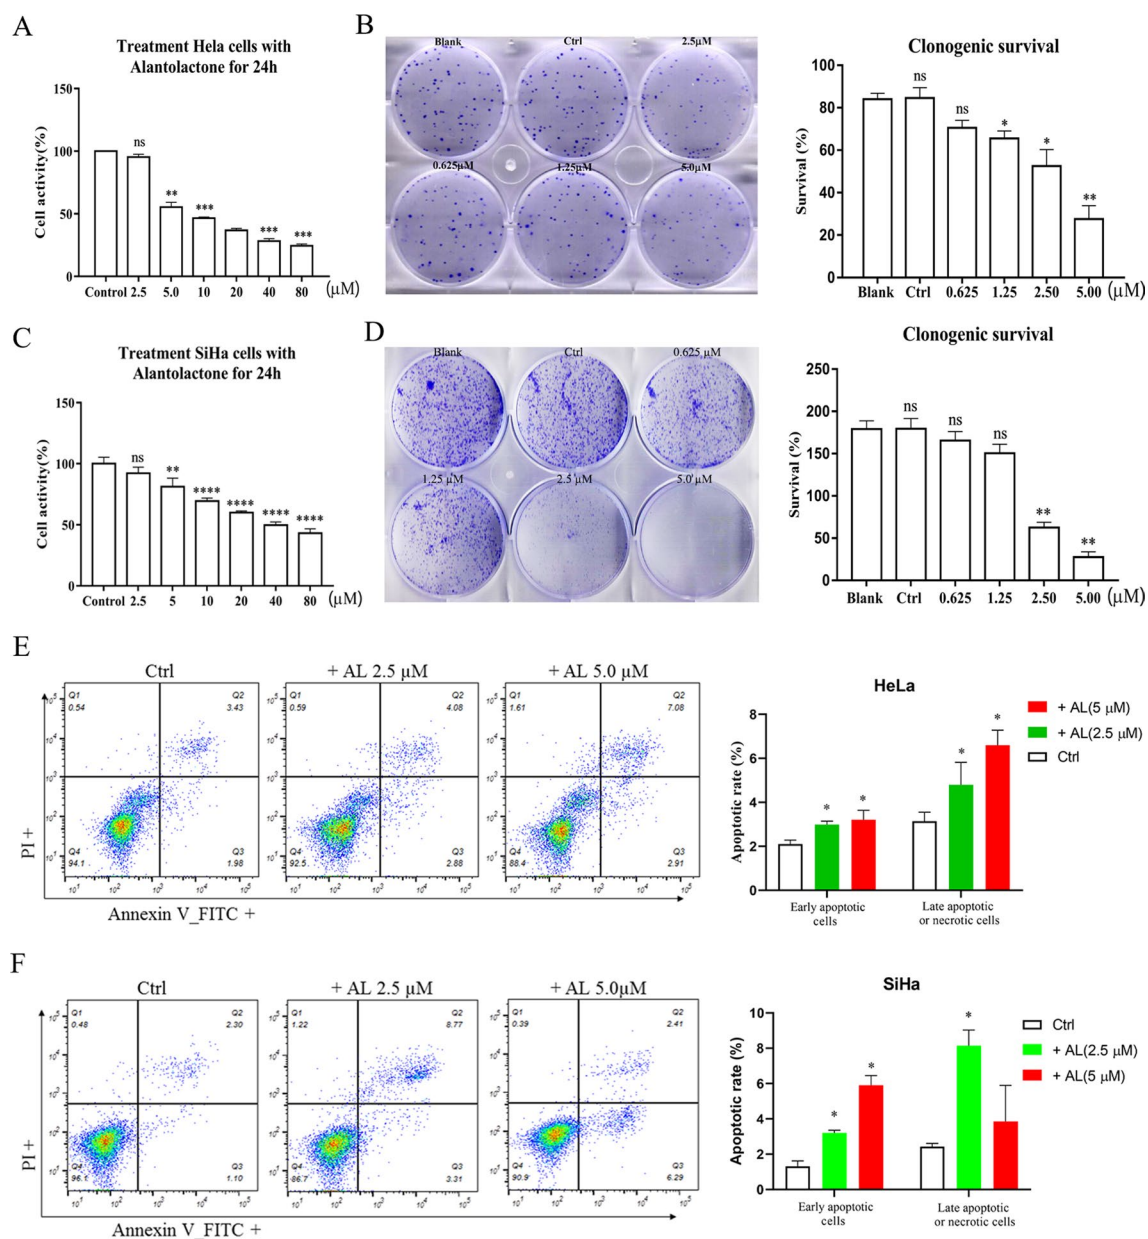 A
Treatment Hela cells with
Alantolactone for 24h
Cell activity(%)
150
100
50
0
ns
**
***
***
***
Control 2.5 5.0 10 20 40 80 (μM)
B
Blank Ctrl 2.5μM
0.625μM 1.25μM 5.0μM
Clonogenic survival
Survival (%)
100
80
60
40
20
0
ns
ns
*
*
**
Blank Ctrl 0.625 1.25 2.50 5.00 (μM)
C
Treatment SiHa cells with
Alantolactone for 24h
Cell activity(%)
150
100
50
0
ns
**
****
****
****
****
Control 2.5 5 10 20 40 80 (μM)
D
Blank Ctrl 0.625 μM
1.25 μM 2.5 μM 5.0 μM
Clonogenic survival
Survival (%)
250
200
150
100
50
0
ns
ns
ns
**
**
Blank Ctrl 0.625 1.25 2.50 5.00 (μM)
E
Ctrl + AL 2.5 μM + AL 5.0 μM
Q1 0.54 Q2 3.43 Q4 94.1 Q3 1.98
Q1 0.59 Q2 4.08 Q4 92.5 Q3 2.88
Q1 1.61 Q2 7.08 Q4 88.4 Q3 2.91
PI +
Annexin V_FITC +
HeLa
Apoptotic rate (%)
8
6
4
2
0
* *
* *
Early apoptotic
cells
Late apoptotic
or necrotic cells
+ AL(5 μM)
+ AL(2.5 μM)
Ctrl
F
Ctrl + AL 2.5 μM + AL 5.0μM
Q1 0.48 Q2 2.30 Q4 96.1 Q3 1.10
Q1 1.22 Q2 8.77 Q4 86.7 Q3 3.31
Q1 0.39 Q2 2.41 Q4 90.9 Q3 6.29
PI +
Annexin V_FITC +
SiHa
Apoptotic rate (%)
10
8
6
4
2
0
* *
*
Early apoptotic
cells
Late apoptotic
or necrotic cells
Ctrl
+ AL(2.5 μM)
+ AL(5 μM)